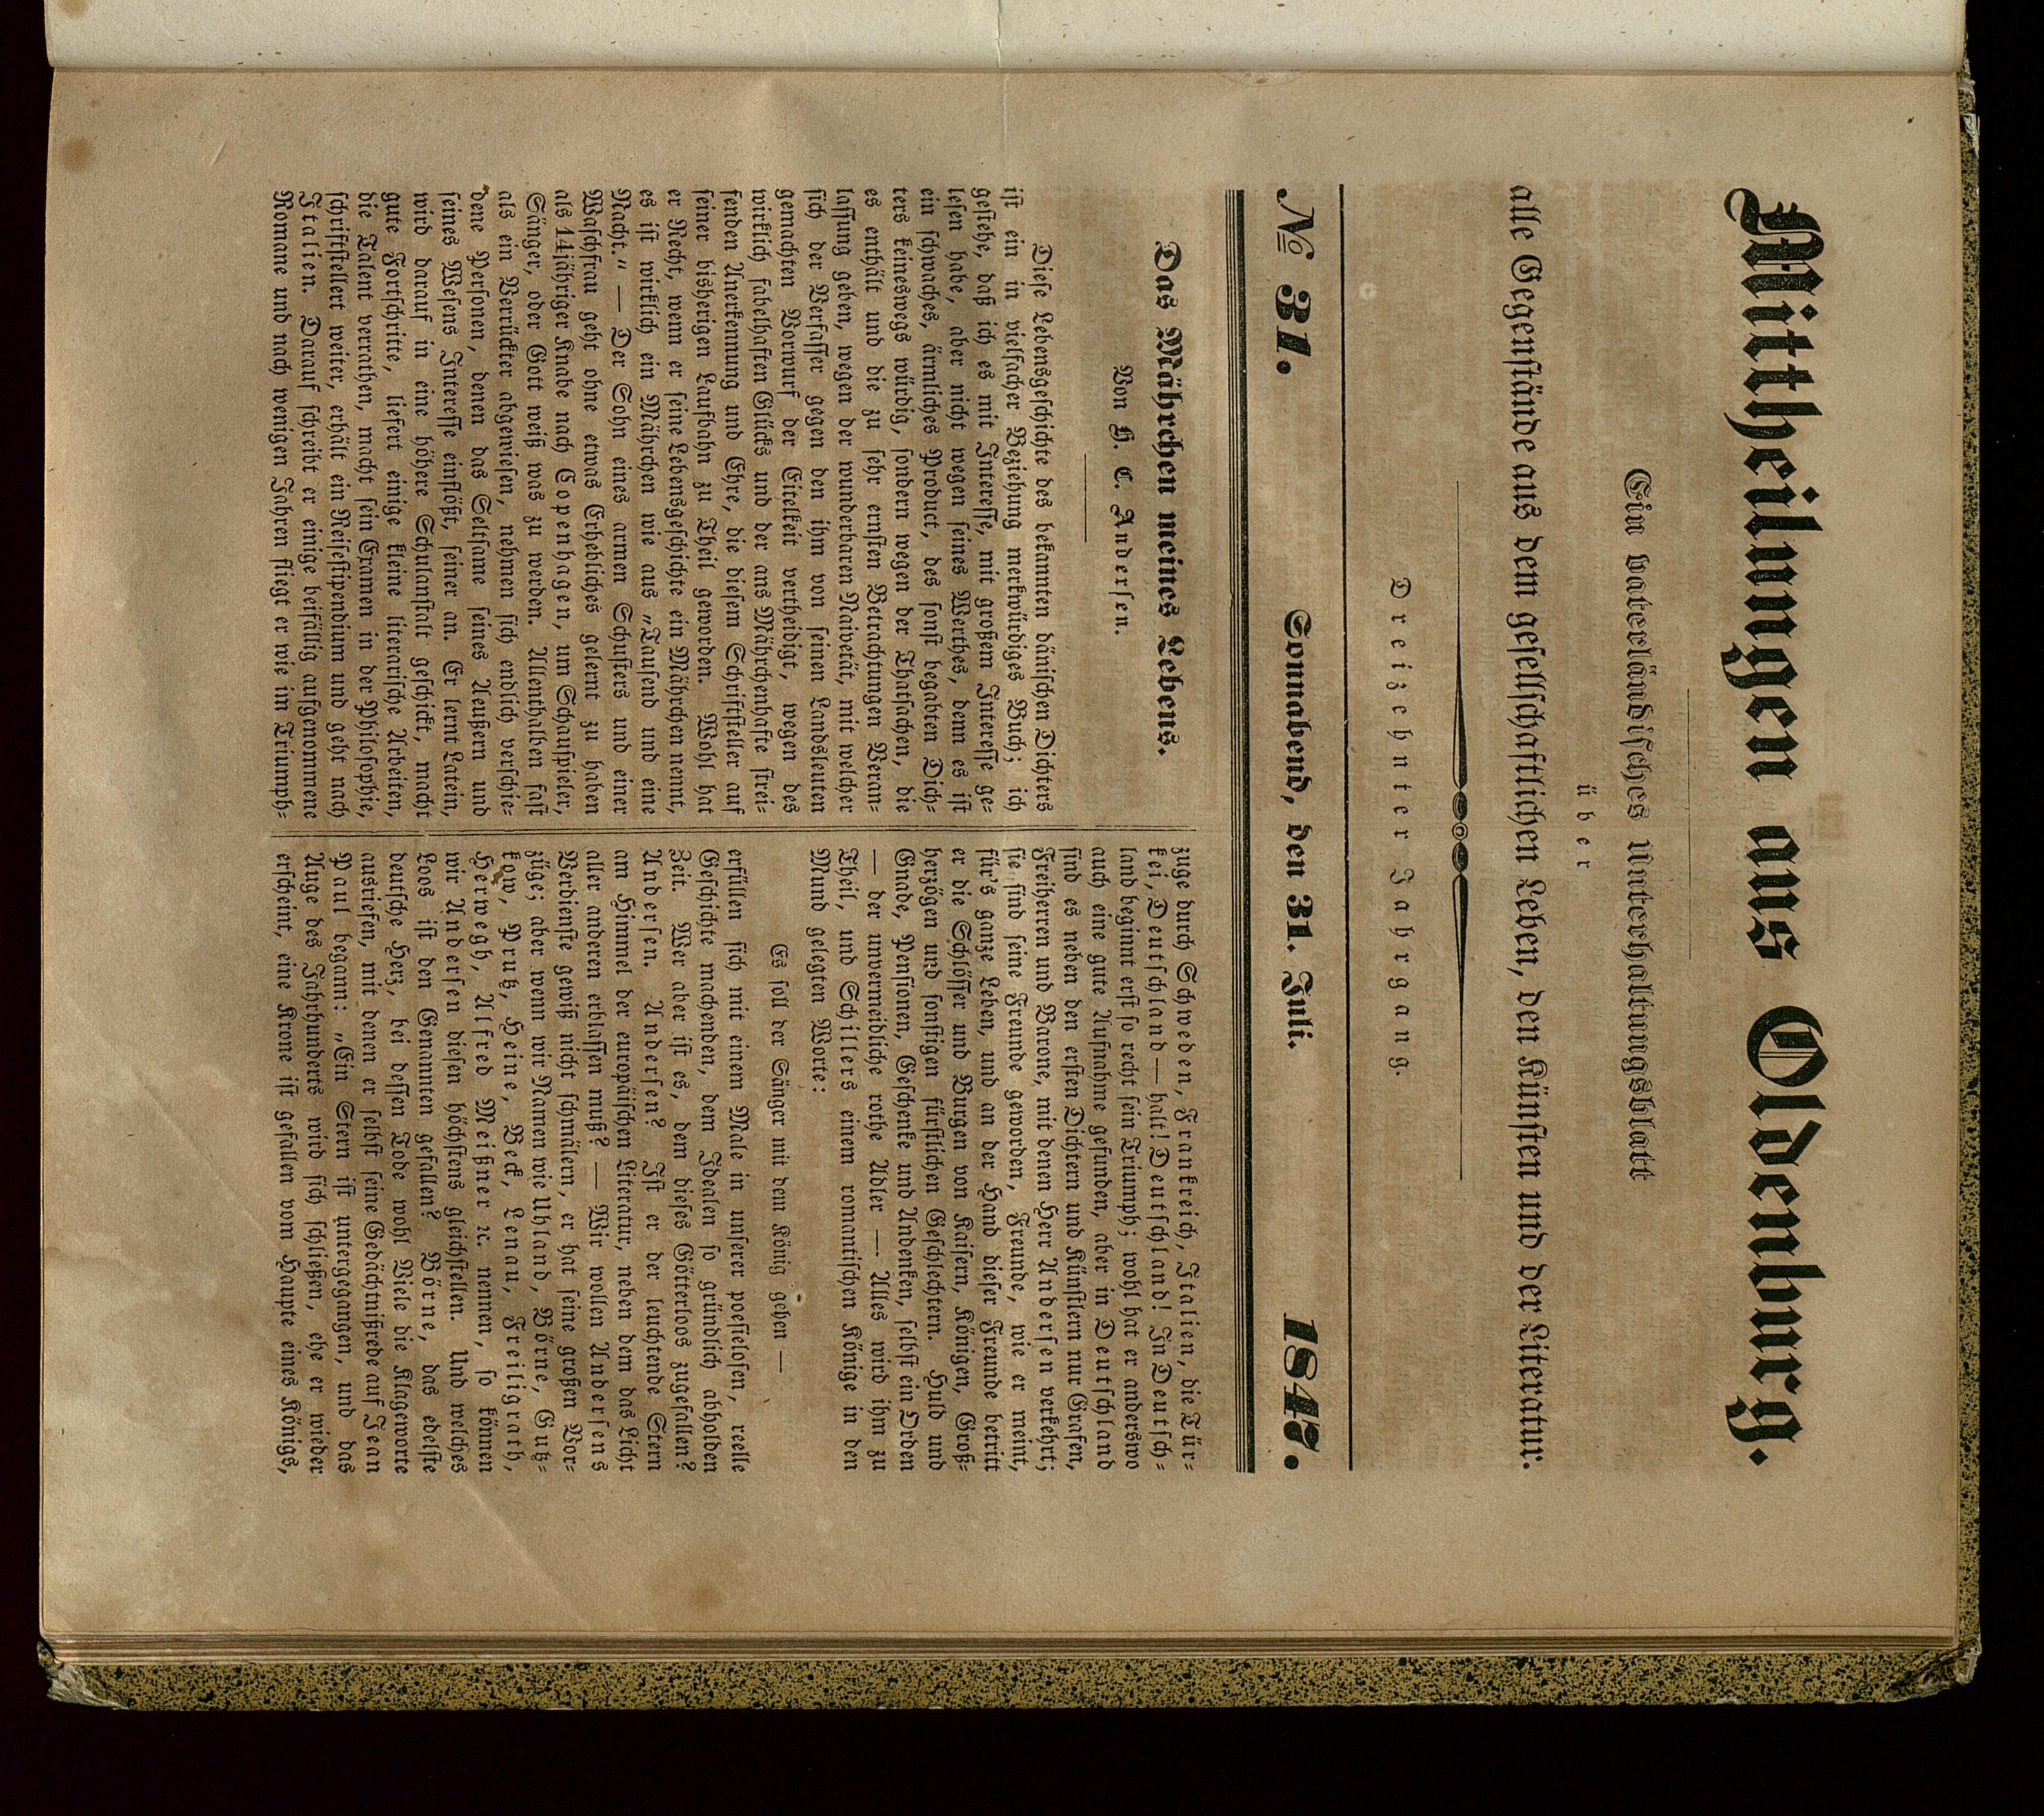 Mittheilungen aus Oldenburg.
Ein vaterländisches Unterhaltungsblatt
über
alle Gegenstände aus dem gesellschaftlichen Leben, den Künsten und der Literatur.
Dreizehnter Jahrgang.
№ 31. Sonnabend, den 31. Juli. 1847.
Das Mährchen meines Lebens.
Von H. C. Andersen.
Diese Lebensgeschichte des bekannten dänischen Dichters
ist ein in vielfacher Beziehung merkwürdiges Buch; ich
gestehe, daß ich es mit Interesse, mit großem Interesse ge-
lesen habe, aber nicht wegen seines Werthes, denn es ist
ein schwaches, ärmliches Product, des sonst begabten Dich-
ters keineswegs würdig, sondern wegen der Thatsachen, die
es enthält und die zu sehr ernsten Betrachtungen Veran-
lassung geben, wegen der wunderbaren Naivetät, mit welcher
sich der Verfasser gegen den ihm von seinen Landsleuten
gemachten Vorwurf der Eitelkeit vertheidigt, wegen des
wirklich fabelhaften Glücks und der ans Mährchenhafte strei-
fenden Anerkennung und Ehre, die diesem Schriftsteller auf
seiner bisherigen Laufbahn zu Theil geworden. Wohl hat
er Recht, wenn er seine Lebensgeschichte ein Mährchen nennt,
es ist wirklich ein Mährchen wie aus „Tausend und eine
Nacht.“ — Der Sohn eines armen Schusters und einer
Waschfrau geht ohne etwas Erhebliches gelernt zu haben
als 14jähriger Knabe nach Copenhagen, um Schauspieler,
Sänger, oder Gott weiß was zu werden. Allenthalben fast
als ein Verrückter abgewiesen, nehmen sich endlich verschie-
dene Personen, denen das Seltsame seines Aeußern und
seines Wesens Interesse einflößt, seiner an. Er lernt Latein,
wird darauf in eine höhere Schulanstalt geschickt, macht
gute Fortschritte, liefert einige kleine literarische Arbeiten,
die Talent verrathen, macht sein Examen in der Philosophie,
schriftstellert weiter, erhält ein Reisestipendium und geht nach
Italien. Darauf schreibt er einige beifällig aufgenommene
Romane und nach wenigen Jahren fliegt er wie im Triumph-
zuge durch Schweden, Frankreich, Italien, die Tür-
kei, Deutschland — halt! Deutschland! In Deutsch-
land beginnt erst so recht sein Triumph; wohl hat er anderswo
auch eine gute Aufnahme gefunden, aber in Deutschland
sind es neben den ersten Dichtern und Künstlern nur Grafen,
Freiherren und Barone, mit denen Herr Andersen verkehrt;
sie sind seine Freunde geworden, Freunde, wie er meint,
für's ganze Leben, und an der Hand dieser Freunde betritt
er die Schlösser und Burgen von Kaisern, Königen, Groß-
herzögen und sonstigen fürstlichen Geschlechtern. Huld und
Gnade, Pensionen, Geschenke und Andenken, selbst ein Orden
— der unvermeidliche rothe Adler — Alles wird ihm zu
Theil, und Schillers einem romantischen Könige in den
Mund gelegten Worte:
Es soll der Sänger mit dem König gehen —
erfüllen sich mit einem Male in unserer poesielosen, reelle
Geschichte machenden, dem Idealen so gründlich abholden
Zeit. Wer aber ist es, dem dieses Götterloos zugefallen?
Andersen. Andersen? Ist er der leuchtende Stern
am Himmel der europäischen Literatur, neben dem das Licht
aller anderen erblassen muß? — Wir wollen Andersens
Verdienste gewiß nicht schmälern, er hat seine großen Vor-
züge; aber wenn wir Namen wie Uhland, Börne, Gutz-
kow, Prutz, Heine, Beck, Lenau, Freiligrath,
Herwegh, Alfred Meißner ꝛc. nennen, so können
wir Andersen diesen höchstens gleichstellen. Und welches
Loos ist den Genannten gefallen? Börne, das edelste
deutsche Herz, bei dessen Tode wohl Viele die Klageworte
ausriefen, mit denen er selbst seine Gedächtnißrede auf Jean
Paul begann: „Ein Stern ist untergegangen, und das
Auge des Jahrhunderts wird sich schließen, ehe er wieder
erscheint, eine Krone ist gefallen vom Haupte eines Königs,